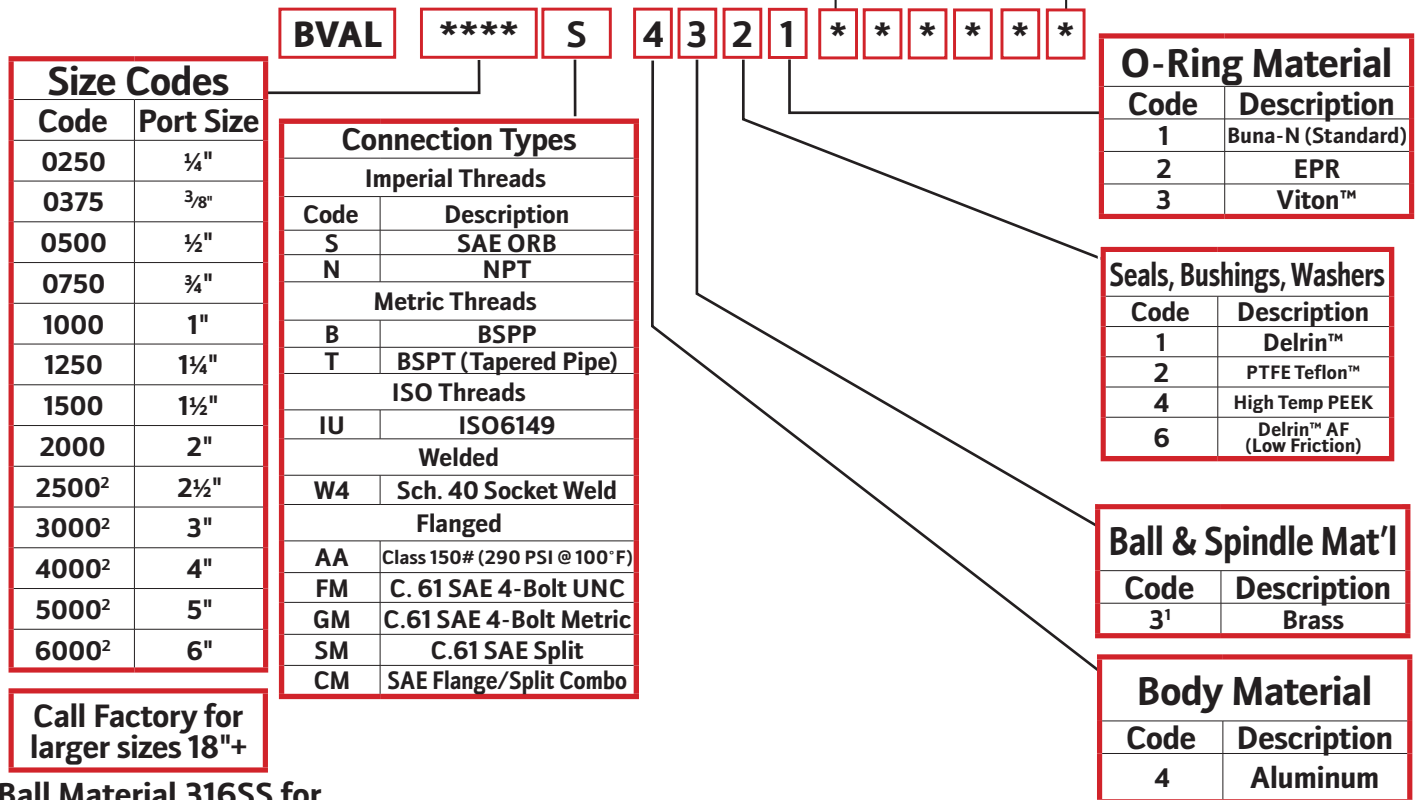 BVAL **** S 4 3 2 1 * * * * * *
Size Codes
Code Port Size
0250 ¼"
0375 3/8"
0500 ½"
0750 ¾"
1000 1"
1250 1¼"
1500 1½"
2000 2"
2500² 2½"
3000² 3"
4000² 4"
5000² 5"
6000² 6"
Call Factory for
larger sizes 18"+
Ball Material 316SS for
Connection Types
Imperial Threads
Code Description
S SAE ORB
N NPT
Metric Threads
B BSPP
T BSPT (Tapered Pipe)
ISO Threads
IU ISO6149
Welded
W4 Sch. 40 Socket Weld
Flanged
AA Class 150# (290 PSI @ 100°F)
FM C. 61 SAE 4-Bolt UNC
GM C.61 SAE 4-Bolt Metric
SM C.61 SAE Split
CM SAE Flange/Split Combo
O-Ring Material
Code Description
1 Buna-N (Standard)
2 EPR
3 Viton™
Seals, Bushings, Washers
Code Description
1 Delrin™
2 PTFE Teflon™
4 High Temp PEEK
6 Delrin™ AF
(Low Friction)
Ball & Spindle Mat'l
Code Description
3¹ Brass
Body Material
Code Description
4 Aluminum